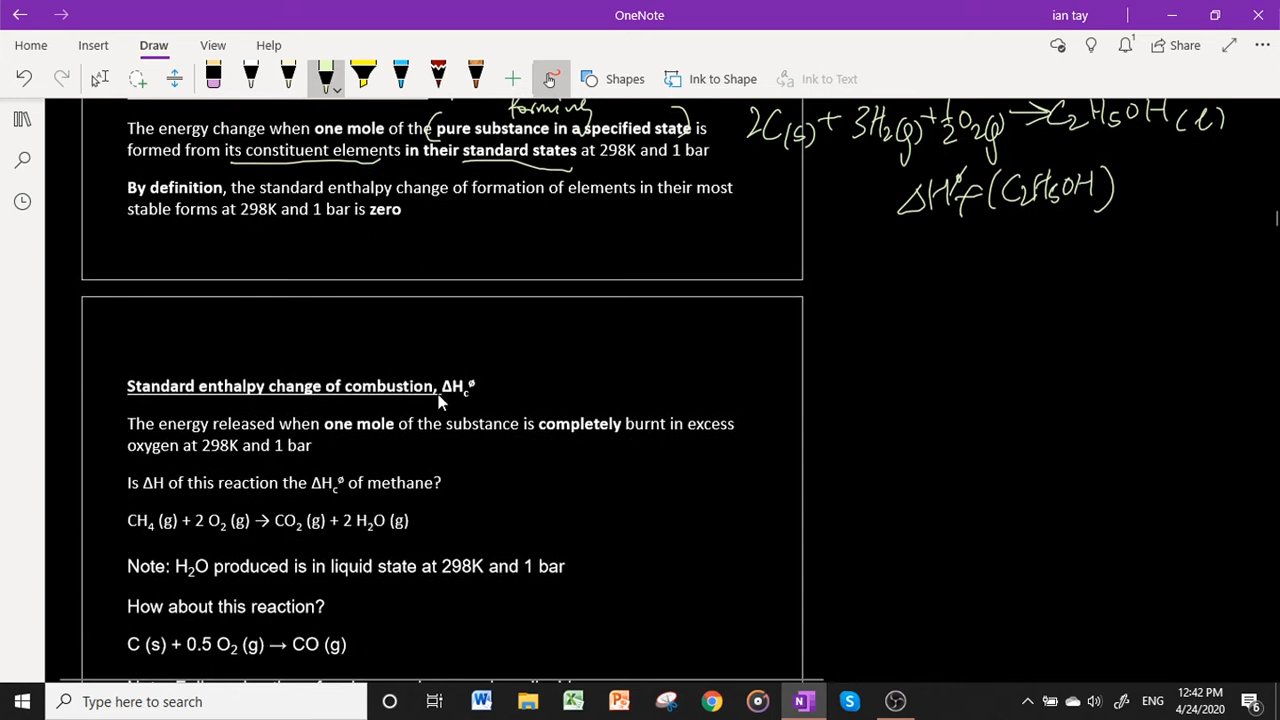 OneNote
ian tay
Home Insert Draw View Help
Share
Shapes
Ink to Shape
Ink to Text
forming
The energy change when one mole of the pure substance in a specified state is
formed from its constituent elements in their standard states at 298K and 1 bar
By definition, the standard enthalpy change of formation of elements in their most
stable forms at 298K and 1 bar is zero
2C(s) + 3H₂(g) + ½O₂(g) → C₂H₅OH (l)
ΔH°f (C₂H₅OH)
Standard enthalpy change of combustion, ΔHcø
The energy released when one mole of the substance is completely burnt in excess
oxygen at 298K and 1 bar
Is ΔH of this reaction the ΔHcø of methane?
CH₄ (g) + 2 O₂ (g) → CO₂ (g) + 2 H₂O (g)
Note: H₂O produced is in liquid state at 298K and 1 bar
How about this reaction?
C (s) + 0.5 O₂ (g) → CO (g)
Type here to search
ENG
12:42 PM
4/24/2020
6